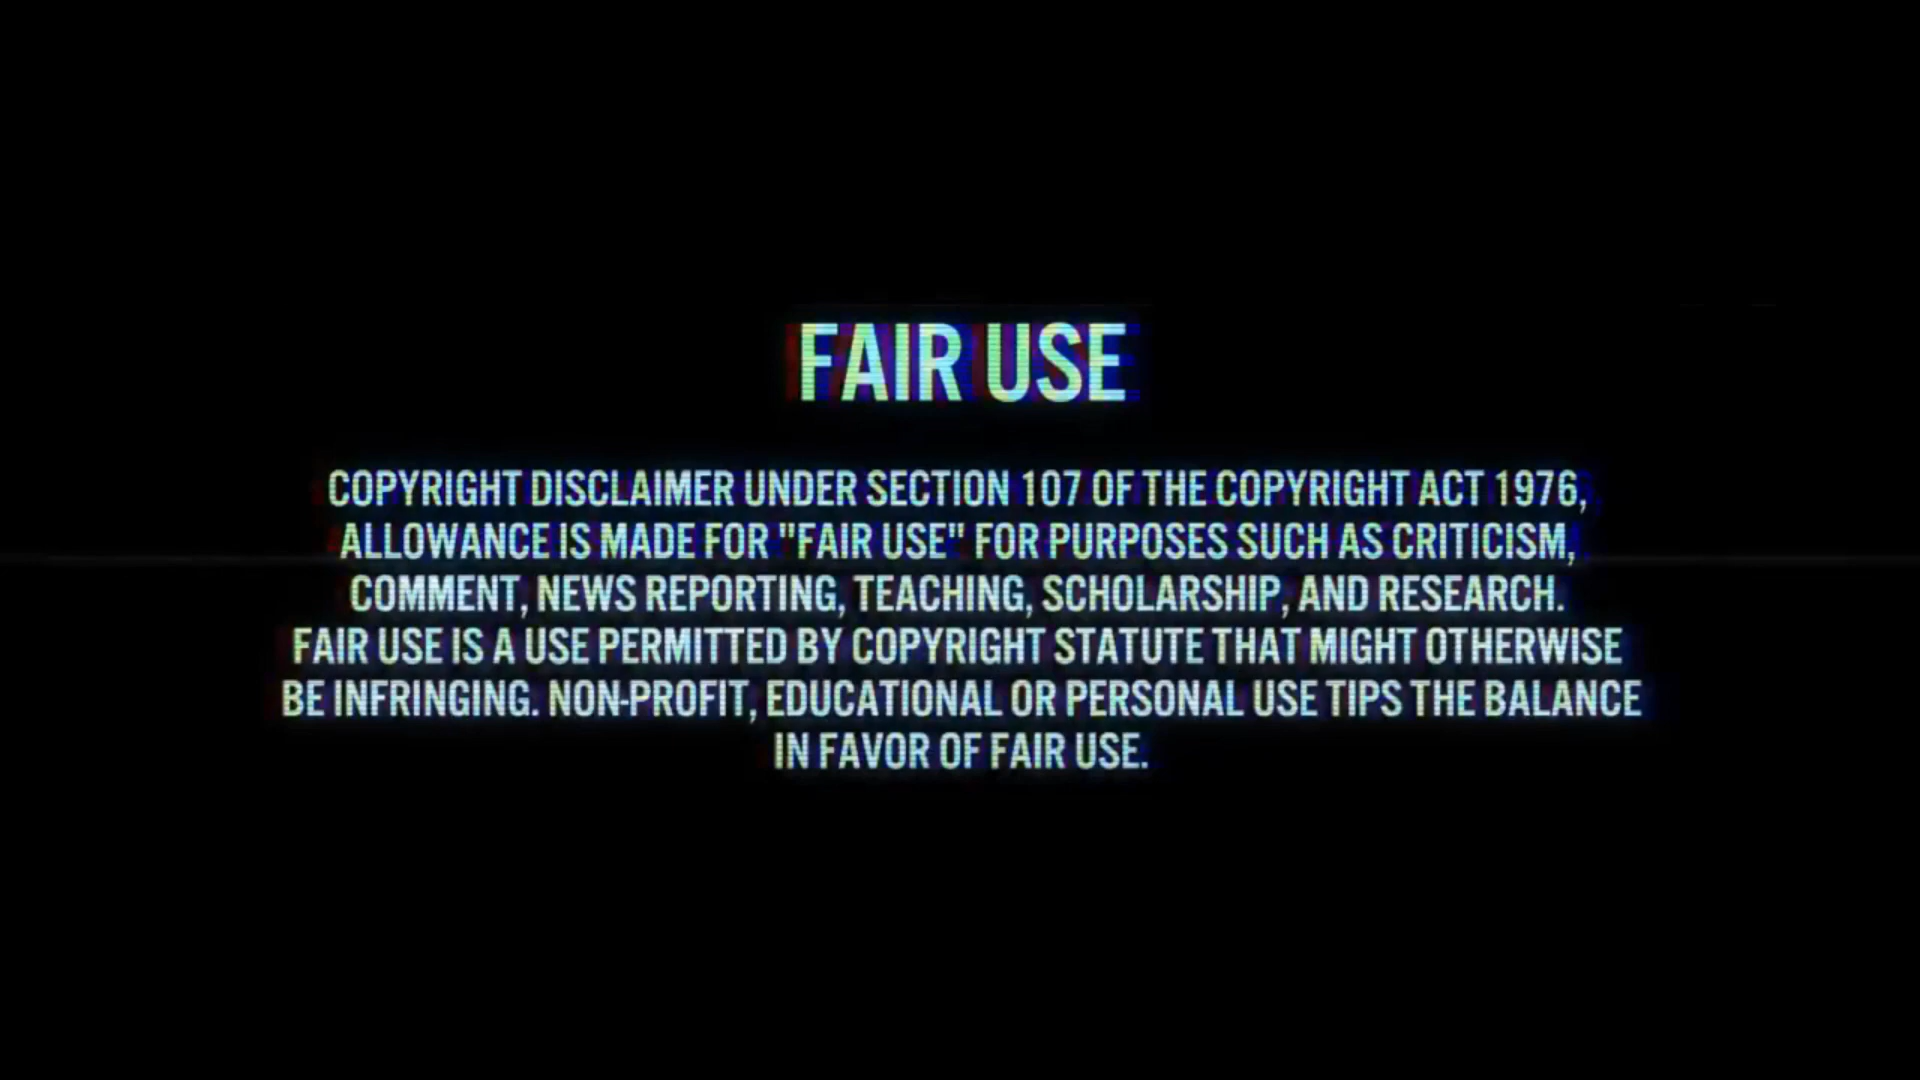 FAIR USE
COPYRIGHT DISCLAIMER UNDER SECTION 107 OF THE COPYRIGHT ACT 1976,
ALLOWANCE IS MADE FOR "FAIR USE" FOR PURPOSES SUCH AS CRITICISM,
COMMENT, NEWS REPORTING, TEACHING, SCHOLARSHIP, AND RESEARCH.
FAIR USE IS A USE PERMITTED BY COPYRIGHT STATUTE THAT MIGHT OTHERWISE
BE INFRINGING. NON-PROFIT, EDUCATIONAL OR PERSONAL USE TIPS THE BALANCE
IN FAVOR OF FAIR USE.